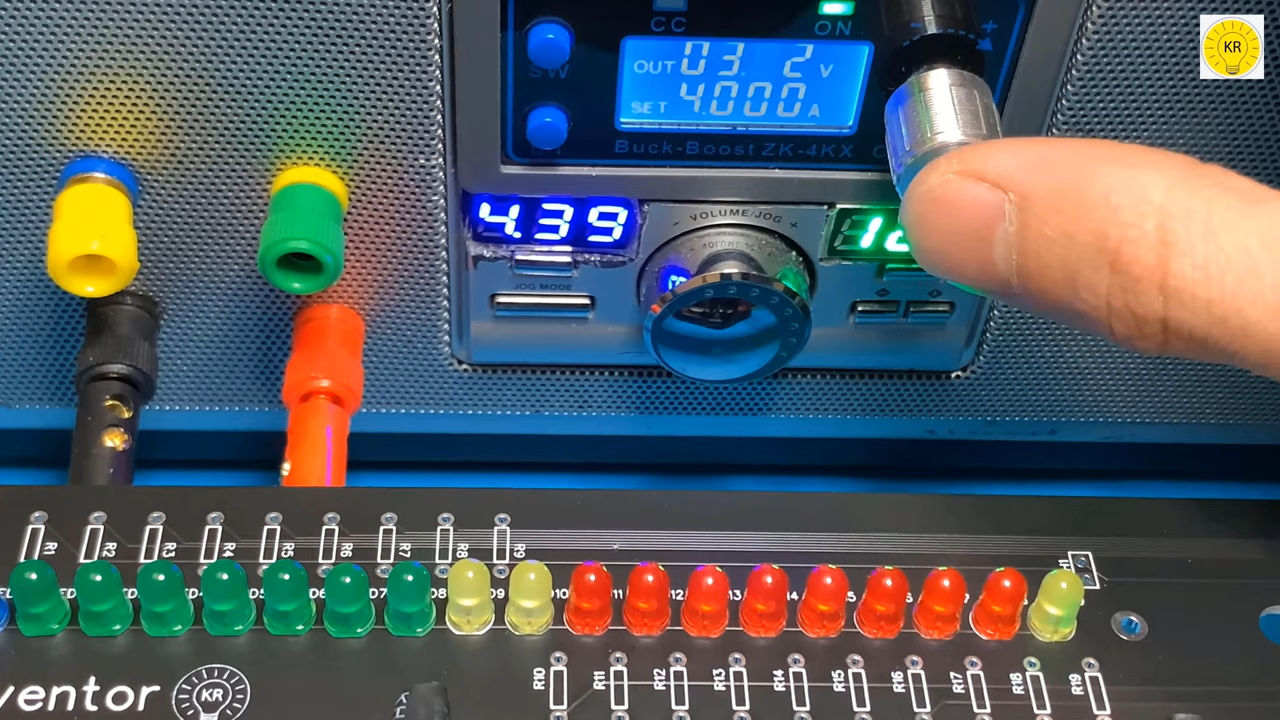 CC
ON
KR
SW
OUT 03. 2 V
SET 4.000 A
Buck-Boost ZK-4KX
4.39
- VOLUME/JOG +
JOG MODE
R1
R2
R3
R4
R5
R6
R7
R8
R9
R10
R11
R12
R13
R14
R15
R16
R17
R18
R19
ventor
KR